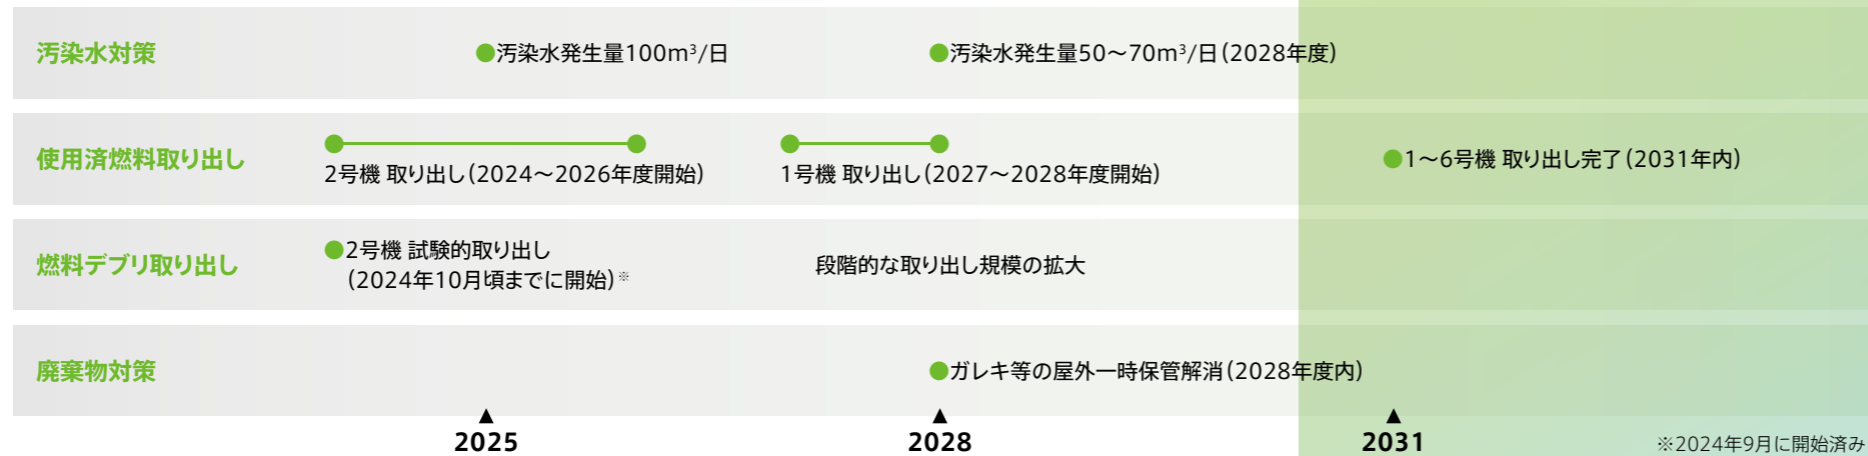 汚染水対策
●汚染水発生量100m³/日
●汚染水発生量50～70m³/日(2028年度)
使用済燃料取り出し
2号機 取り出し(2024～2026年度開始)
1号機 取り出し(2027～2028年度開始)
●1～6号機 取り出し完了(2031年内)
燃料デブリ取り出し
●2号機 試験的取り出し
(2024年10月頃までに開始)※
段階的な取り出し規模の拡大
廃棄物対策
●ガレキ等の屋外一時保管解消(2028年度内)
▲ ▲ ▲
2025 2028 2031
※2024年9月に開始済み